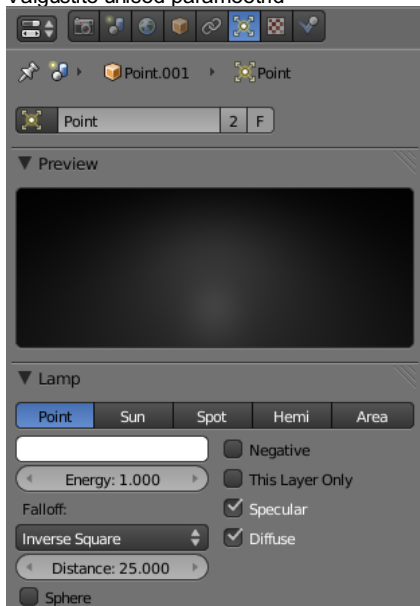 Valgustite ühised parameetrid
Point.001 Point
Point 2 F
Preview
Lamp
Point Sun Spot Hemi Area
Negative
Energy: 1.000 This Layer Only
Falloff: Specular
Inverse Square Diffuse
Distance: 25.000
Sphere